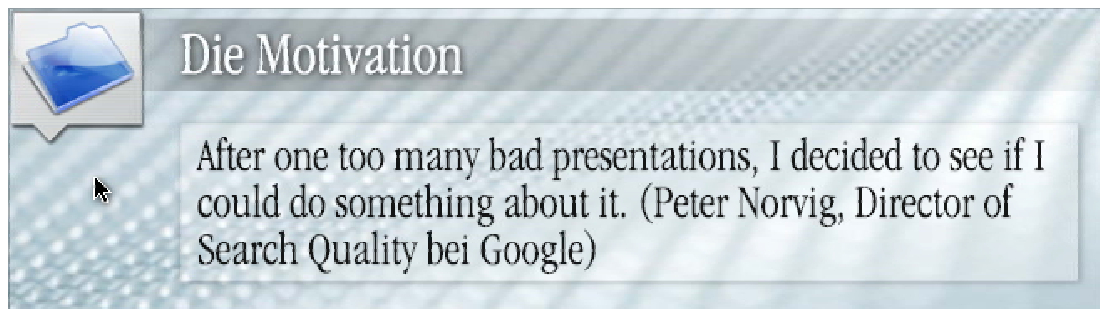 Die Motivation
After one too many bad presentations, I decided to see if I
could do something about it. (Peter Norvig, Director of
Search Quality bei Google)